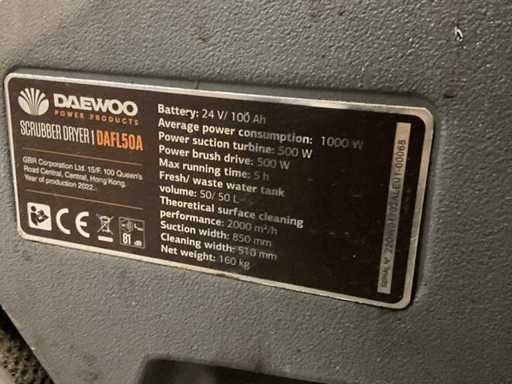 DAEWOO
POWER PRODUCTS
SCRUBBER DRYER | DAFL50A
GBR Corporation Ltd. 15/F, 100 Queen's
Road Central, Central, Hong Kong.
Year of production 2022.
CE
81
dB
Battery: 24 V/ 100 Ah
Average power consumption: 1000 W
Power suction turbine: 500 W
Power brush drive: 500 W
Max running time: 5 h
Fresh/ waste water tank
volume: 50/ 50 L
Theoretical surface cleaning
performance: 2000 m²/h
Suction width: 850 mm
Cleaning width: 510 mm
Net weight: 160 kg